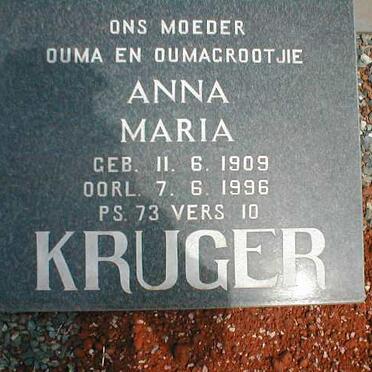 ONS MOEDER
OUMA EN OUMAGROOTJIE
ANNA
MARIA
GEB. 11. 6. 1909
OORL. 7. 6. 1996
PS. 73 VERS 10
KRUGER